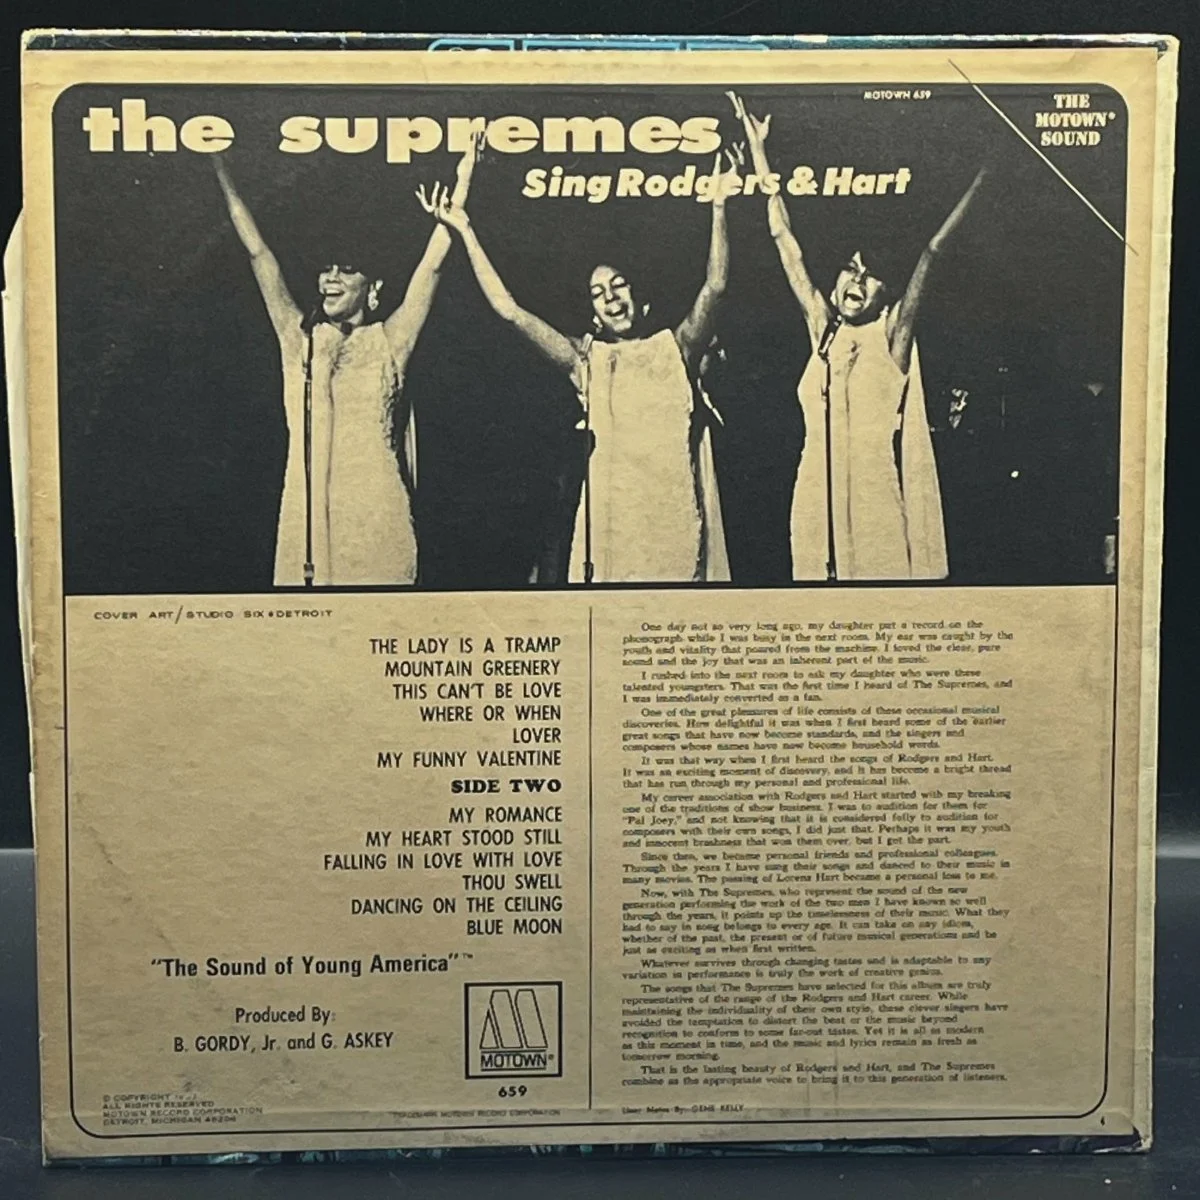 MOTOWN 659
THE
MOTOWN®
SOUND
the supremes
Sing Rodgers & Hart
COVER ART/STUDIO SIX•DETROIT
THE LADY IS A TRAMP
MOUNTAIN GREENERY
THIS CAN'T BE LOVE
WHERE OR WHEN
LOVER
MY FUNNY VALENTINE
SIDE TWO
MY ROMANCE
MY HEART STOOD STILL
FALLING IN LOVE WITH LOVE
THOU SWELL
DANCING ON THE CEILING
BLUE MOON
"The Sound of Young America"™
Produced By:
B. GORDY, Jr. and G. ASKEY
MOTOWN®
659
© COPYRIGHT
ALL RIGHTS RESERVED
MOTOWN RECORD CORPORATION
DETROIT, MICHIGAN 48208
TRADEMARK MOTOWN RECORD CORPORATION
One day not so very long ago, my daughter put a record on the
phonograph while I was busy in the next room. My ear was caught by the
youth and vitality that poured from the machine. I loved the clear, pure
sound and the joy that was an inherent part of the music.
I rushed into the next room to ask my daughter who were these
talented youngsters. That was the first time I heard of The Supremes, and
I was immediately converted as a fan.
One of the great pleasures of life consists of these occasional musical
discoveries. How delightful it was when I first heard some of the earlier
great songs that have now become standards, and the singers and
composers whose names have now become household words.
It was that way when I first heard the songs of Rodgers and Hart.
It was an exciting moment of discovery, and it has become a bright thread
that has run through my personal and professional life.
My career association with Rodgers and Hart started with my breaking
one of the traditions of show business. I was to audition for them for
"Pal Joey," and not knowing that it is considered folly to audition for
composers with their own songs, I did just that. Perhaps it was my youth
and innocent brashness that won them over, but I got the part.
Since then, we became personal friends and professional colleagues.
Through the years I have sung their songs and danced to their music in
many movies. The passing of Lorenz Hart became a personal loss to me.
Now, with The Supremes, who represent the sound of the new
generation performing the work of the two men I have known so well
through the years, it points up the timelessness of their music. What they
had to say in song belongs to every age. It can take on any idiom,
whether of the past, the present or of future musical generations and be
just as exciting as when first written.
Whatever survives through changing tastes and is adaptable to any
variation in performance is truly the work of creative genius.
The songs that The Supremes have selected for this album are truly
representative of the range of the Rodgers and Hart career. While
maintaining the individuality of their own style, these clever singers have
avoided the temptation to distort the beat or the music beyond
recognition to conform to some far-out tastes. Yet it is all as modern
as this moment in time, and the music and lyrics remain as fresh as
tomorrow morning.
That is the lasting beauty of Rodgers and Hart, and The Supremes
combine as the appropriate voice to bring it to this generation of listeners.
Liner Notes By: GENE KELLY
4